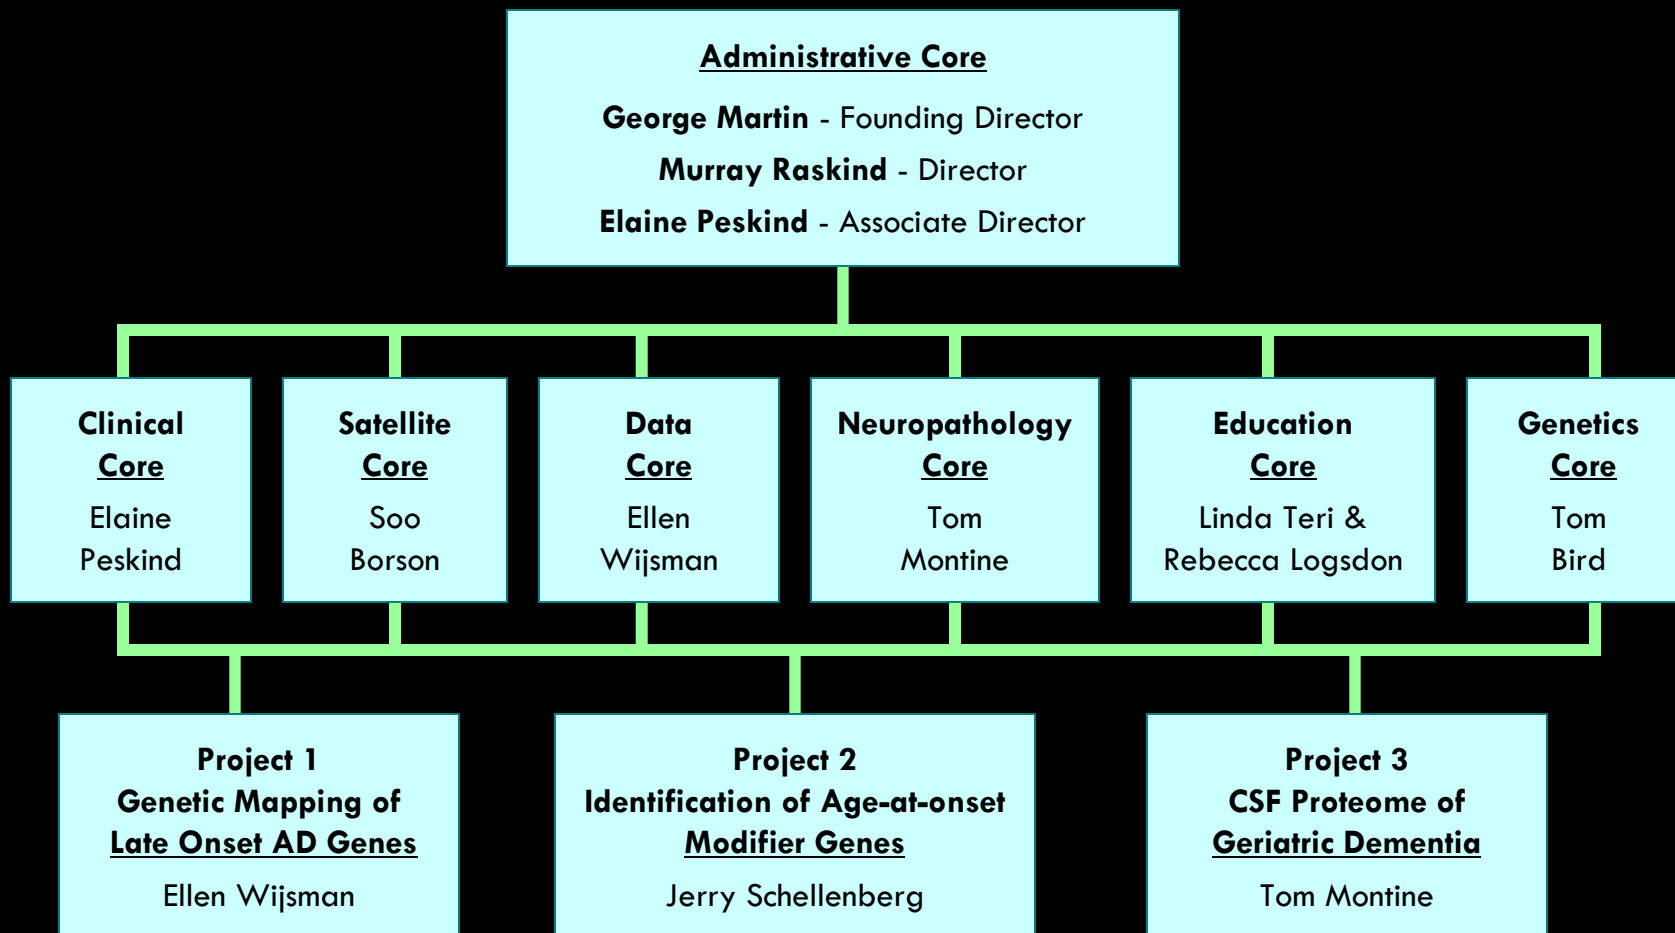 Administrative Core
George Martin - Founding Director
Murray Raskind - Director
Elaine Peskind - Associate Director
Clinical
Core
Elaine
Peskind
Satellite
Core
Soo
Borson
Data
Core
Ellen
Wijsman
Neuropathology
Core
Tom
Montine
Education
Core
Linda Teri &
Rebecca Logsdon
Genetics
Core
Tom
Bird
Project 1
Genetic Mapping of
Late Onset AD Genes
Ellen Wijsman
Project 2
Identification of Age-at-onset
Modifier Genes
Jerry Schellenberg
Project 3
CSF Proteome of
Geriatric Dementia
Tom Montine